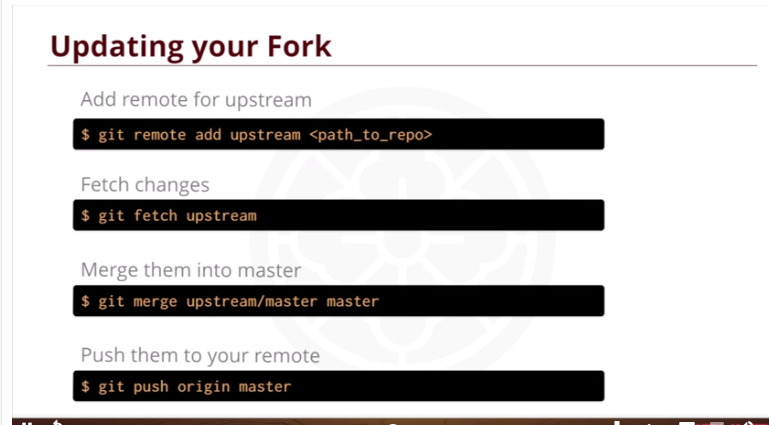 Updating your Fork
Add remote for upstream
$ git remote add upstream <path_to_repo>
Fetch changes
$ git fetch upstream
Merge them into master
$ git merge upstream/master master
Push them to your remote
$ git push origin master